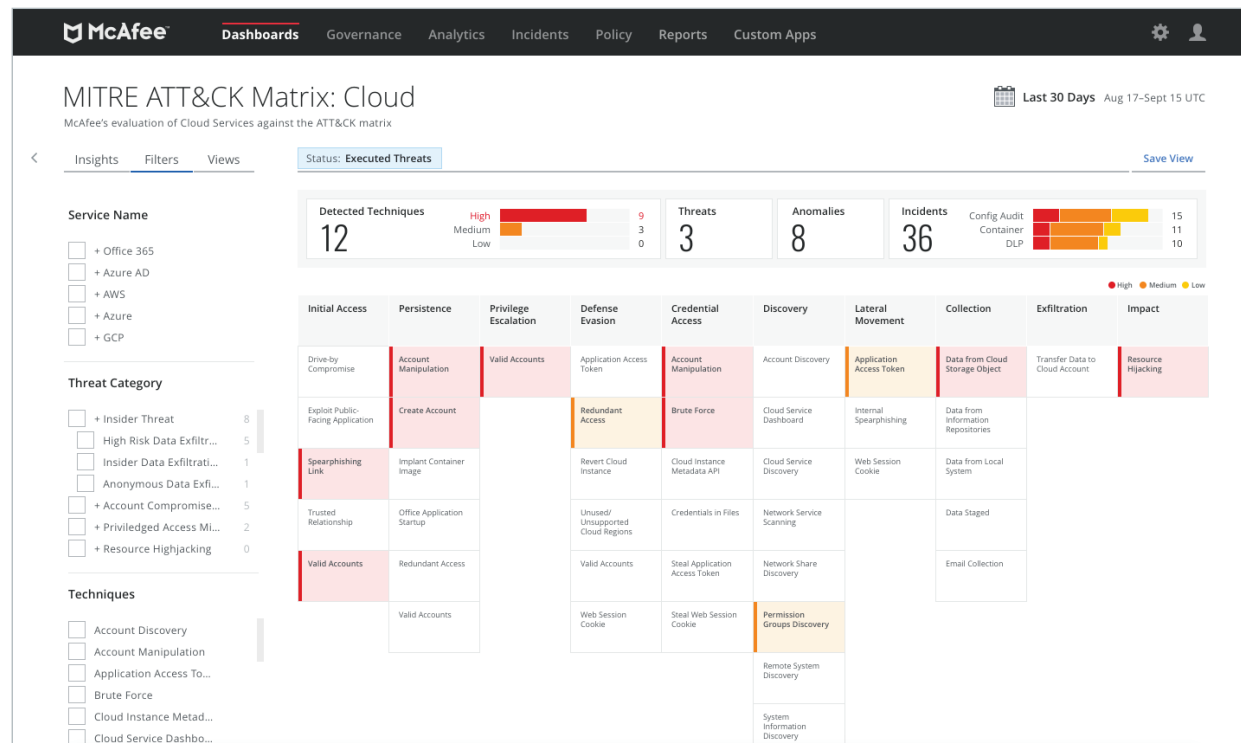 McAfee™
Dashboards Governance Analytics Incidents Policy Reports Custom Apps
MITRE ATT&CK Matrix: Cloud
McAfee's evaluation of Cloud Services against the ATT&CK matrix
Last 30 Days Aug 17–Sept 15 UTC
Insights Filters Views
Status: Executed Threats
Save View
Service Name
+ Office 365
+ Azure AD
+ AWS
+ Azure
+ GCP
Threat Category
+ Insider Threat 8
High Risk Data Exfiltr... 5
Insider Data Exfiltrati... 1
Anonymous Data Exfi... 1
+ Account Compromise... 5
+ Priviledged Access Mi... 2
+ Resource Highjacking 0
Techniques
Account Discovery
Account Manipulation
Application Access To...
Brute Force
Cloud Instance Metad...
Cloud Service Dashbo...
Detected Techniques
12
High 9
Medium 3
Low 0
Threats
3
Anomalies
8
Incidents
36
Config Audit 15
Container 11
DLP 10
High Medium Low
Initial Access
Drive-by
Compromise
Exploit Public-
Facing Application
Spearphishing
Link
Trusted
Relationship
Valid Accounts
Persistence
Account
Manipulation
Create Account
Implant Container
Image
Office Application
Startup
Redundant Access
Valid Accounts
Privilege
Escalation
Valid Accounts
Defense
Evasion
Application Access
Token
Redundant
Access
Revert Cloud
Instance
Unused/
Unsupported
Cloud Regions
Valid Accounts
Web Session
Cookie
Credential
Access
Account
Manipulation
Brute Force
Cloud Instance
Metadata API
Credentials in Files
Steal Application
Access Token
Steal Web Session
Cookie
Discovery
Account Discovery
Cloud Service
Dashboard
Cloud Service
Discovery
Network Service
Scanning
Network Share
Discovery
Permission
Groups Discovery
Remote System
Discovery
System
Information
Discovery
Lateral
Movement
Application
Access Token
Internal
Spearphishing
Web Session
Cookie
Collection
Data from Cloud
Storage Object
Data from
Information
Repositories
Data from Local
System
Data Staged
Email Collection
Exfiltration
Transfer Data to
Cloud Account
Impact
Resource
Hijacking